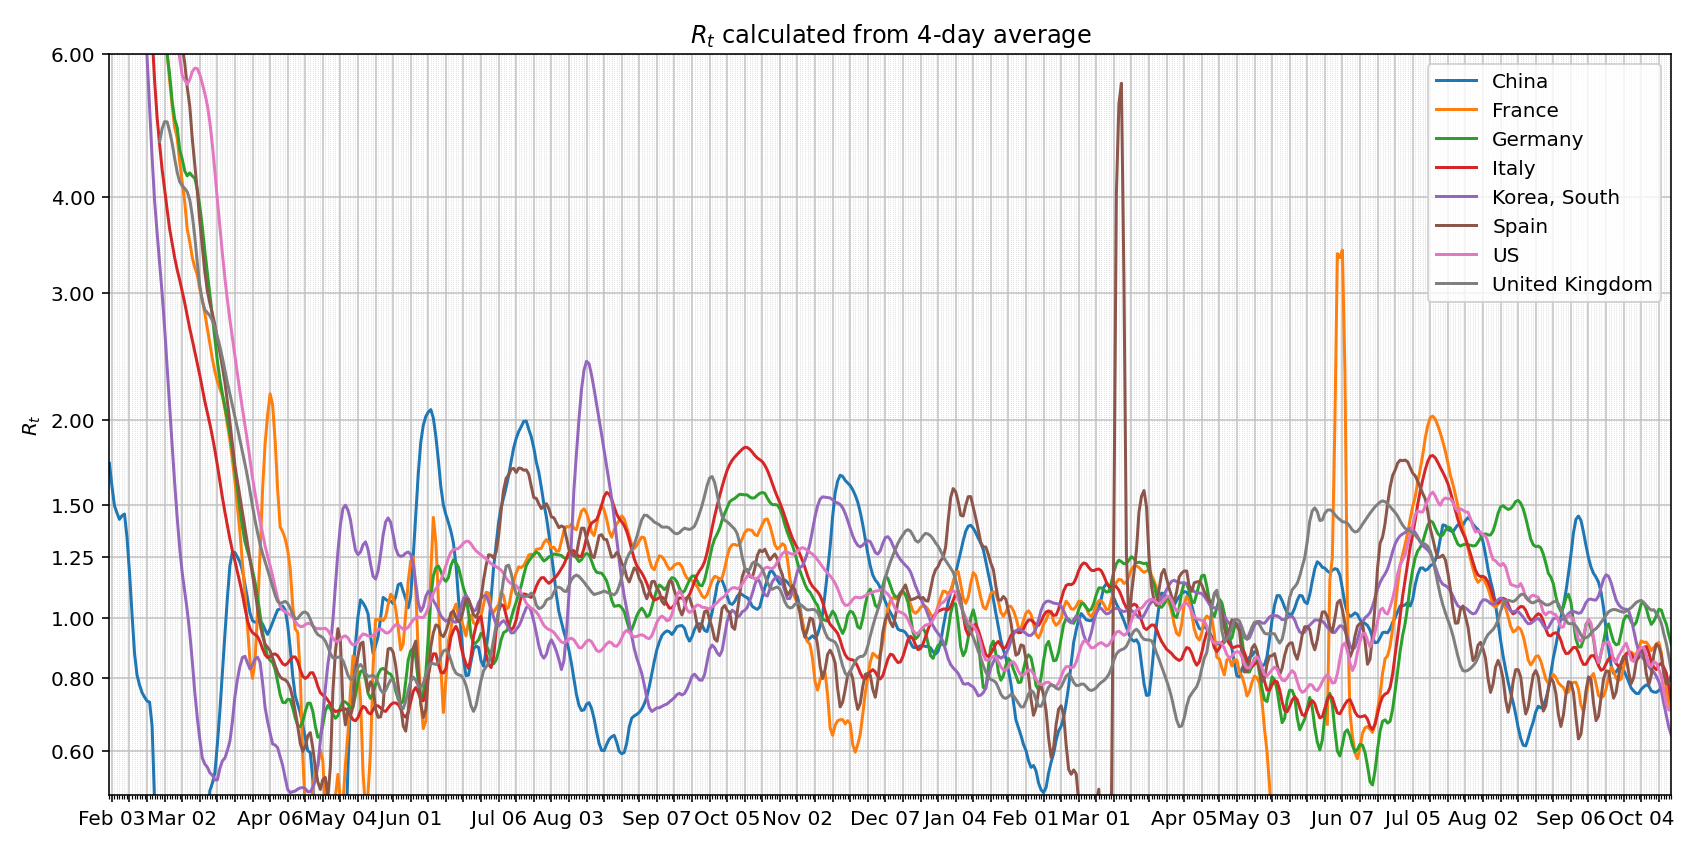 Rt calculated from 4-day average
6.00
4.00
3.00
2.00
1.50
1.25
1.00
0.80
0.60
Rt
China
France
Germany
Italy
Korea, South
Spain
US
United Kingdom
Feb 03 Mar 02 Apr 06 May 04 Jun 01 Jul 06 Aug 03 Sep 07 Oct 05 Nov 02 Dec 07 Jan 04 Feb 01 Mar 01 Apr 05 May 03 Jun 07 Jul 05 Aug 02 Sep 06 Oct 04